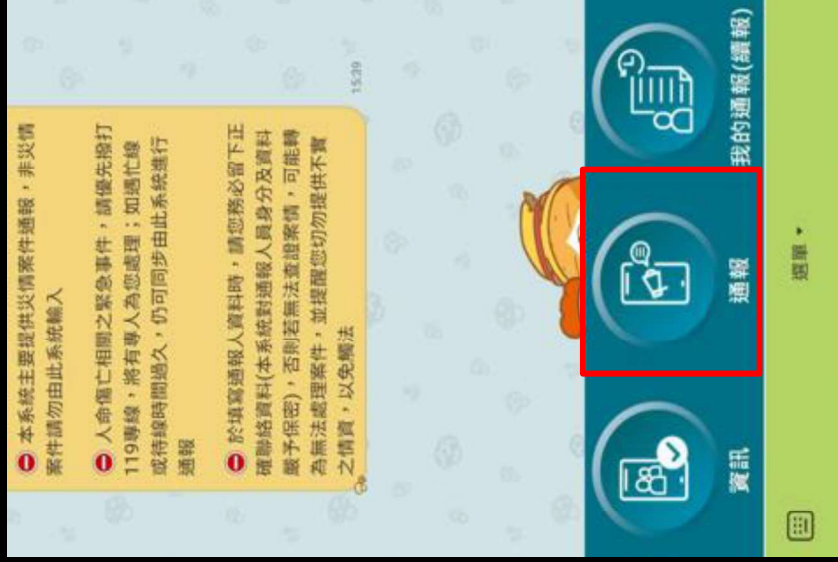 本系統主要提供災情案件通報，非災情
案件請勿由此系統輸入
人命傷亡相關之緊急事件，請優先撥打
119專線，將有專人為您處理；如遇忙線
或待線時間過久，仍可同步由此系統進行
通報
於填寫通報人資料時，請您務必留下正
確聯絡資料(本系統對通報人員身分及資料
嚴予保密)，否則若無法查證案情，可能轉
為無法處理案件，並提醒您切勿提供不實
之情資，以免觸法
15:39
資訊
通報
我的通報(續報)
選單 ▾